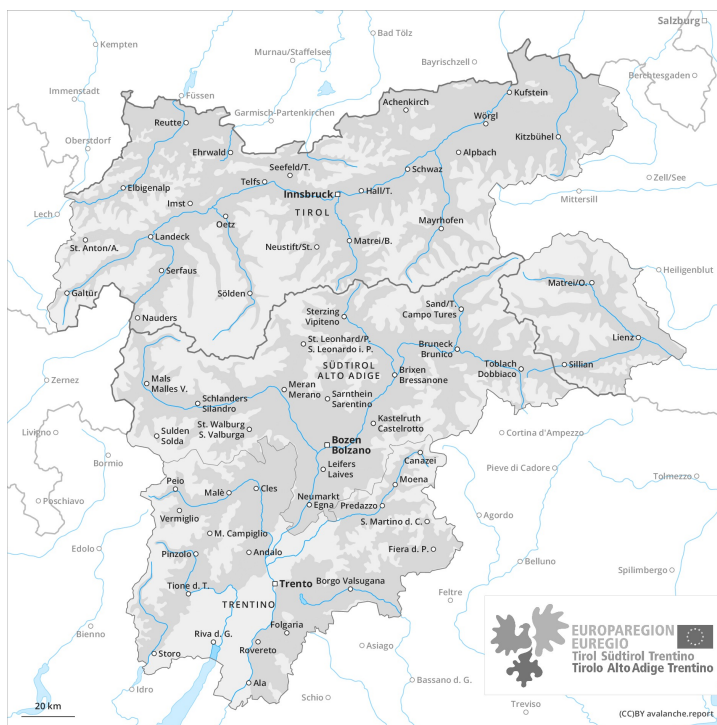 Salzburg
Kempten
Bad Tölz
Murnau/Staffelsee
Bayrischzell
Berchtesgaden
Immenstadt
Füssen
Kufstein
Achenkirch
Garmisch-Partenkirchen
Reutte
Wörgl
Oberstdorf
Kitzbühel
Ehrwald
Alpbach
Seefeld/T.
Schwaz
Telfs
Zell/See
Elbigenalp
Innsbruck
Hall/T.
Mittersill
Imst
TIROL
Lech
Oetz
Mayrhofen
St. Anton/A.
Landeck
Neustift/St.
Matrei/B.
Serfaus
Heiligenblut
Galtür
Sölden
Matrei/O.
Nauders
Sterzing
Vipiteno
Sand/T.
Campo Tures
St. Leonhard/P.
S. Leonardo i. P.
Lienz
Bruneck
Brunico
SÜDTIROL
ALTO ADIGE
Toblach
Dobbiaco
Sillian
Brixen
Bressanone
Zernez
Mals
Malles V.
Meran
Merano
Schlanders
Silandro
Sarnthein
Sarentino
Kastelruth
Castelrotto
St. Walburg
S. Valburga
Livigno
Sulden
Solda
Bozen
Bolzano
Cortina d'Ampezzo
Bormio
Canazei
Leifers
Laives
Pieve di Cadore
Tolmezzo
Peio
Moena
Poschiavo
Malè
Cles
Neumarkt
Egna
Predazzo
Vermiglio
Agordo
S. Martino d. C.
M. Campiglio
Edolo
Pinzolo
Andalo
Fiera d. P.
Belluno
Spilimbergo
Tione d. T.
Trento
Borgo Valsugana
Feltre
TRENTINO
Bienno
Folgaria
Riva d. G.
Storo
Rovereto
Asiago
Ala
Bassano d. G.
Idro
Schio
Treviso
EUROPAREGION
EUREGIO
Tirol Südtirol Trentino
Tirolo Alto Adige Trentino
20 km
(CC)BY avalanche.report